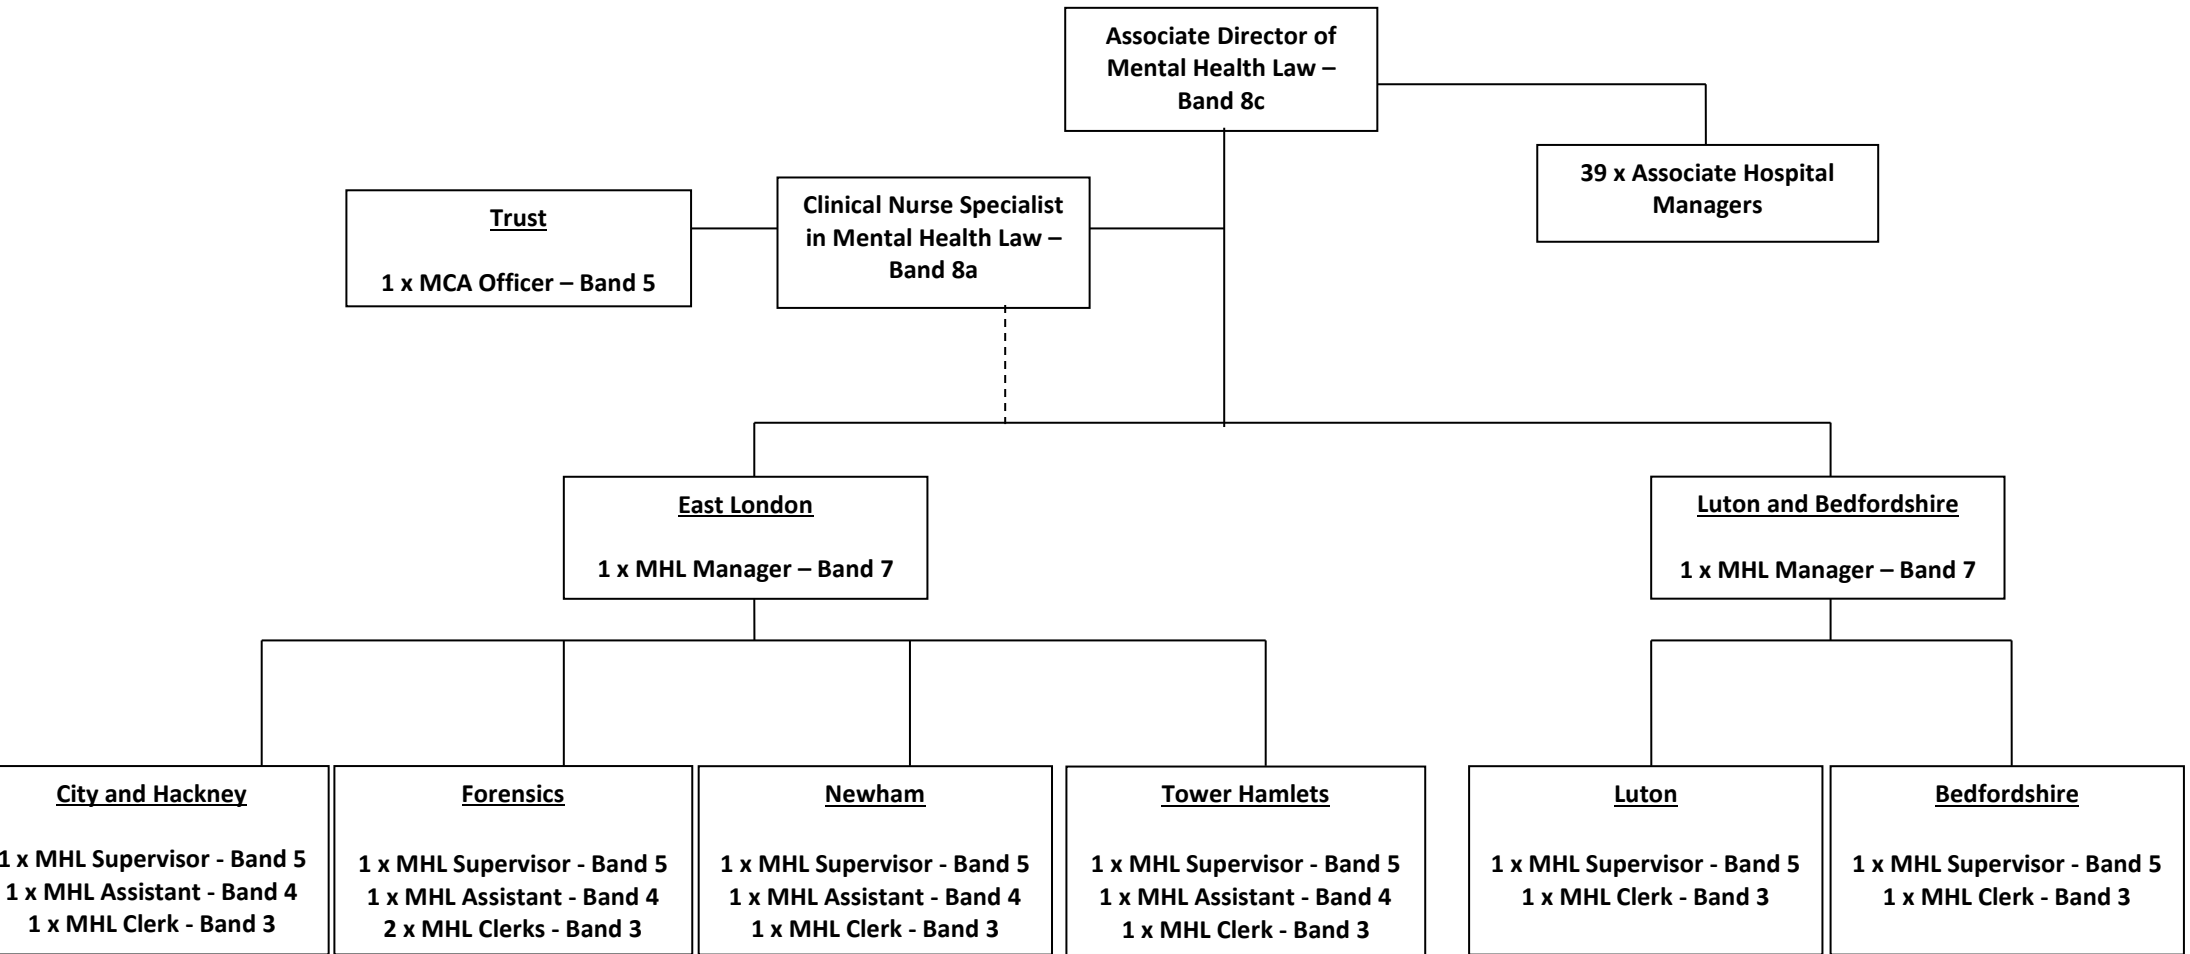 Associate Director of
Mental Health Law –
Band 8c
39 x Associate Hospital
Managers
Trust
1 x MCA Officer – Band 5
Clinical Nurse Specialist
in Mental Health Law –
Band 8a
East London
1 x MHL Manager – Band 7
Luton and Bedfordshire
1 x MHL Manager – Band 7
City and Hackney
1 x MHL Supervisor - Band 5
1 x MHL Assistant - Band 4
1 x MHL Clerk - Band 3
Forensics
1 x MHL Supervisor - Band 5
1 x MHL Assistant - Band 4
2 x MHL Clerks - Band 3
Newham
1 x MHL Supervisor - Band 5
1 x MHL Assistant - Band 4
1 x MHL Clerk - Band 3
Tower Hamlets
1 x MHL Supervisor - Band 5
1 x MHL Assistant - Band 4
1 x MHL Clerk - Band 3
Luton
1 x MHL Supervisor - Band 5
1 x MHL Clerk - Band 3
Bedfordshire
1 x MHL Supervisor - Band 5
1 x MHL Clerk - Band 3